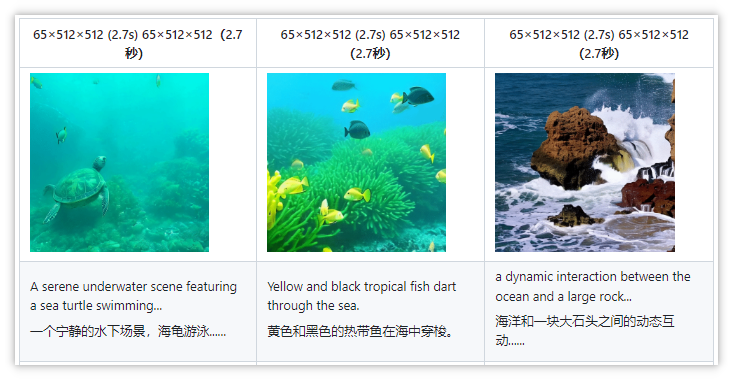 65×512×512 (2.7s) 65×512×512（2.7
秒）
65×512×512 (2.7s) 65×512×512
（2.7秒）
65×512×512 (2.7s) 65×512×512
（2.7秒）
A serene underwater scene featuring
a sea turtle swimming...
一个宁静的水下场景，海龟游泳......
Yellow and black tropical fish dart
through the sea.
黄色和黑色的热带鱼在海中穿梭。
a dynamic interaction between the
ocean and a large rock...
海洋和一块大石头之间的动态互
动......